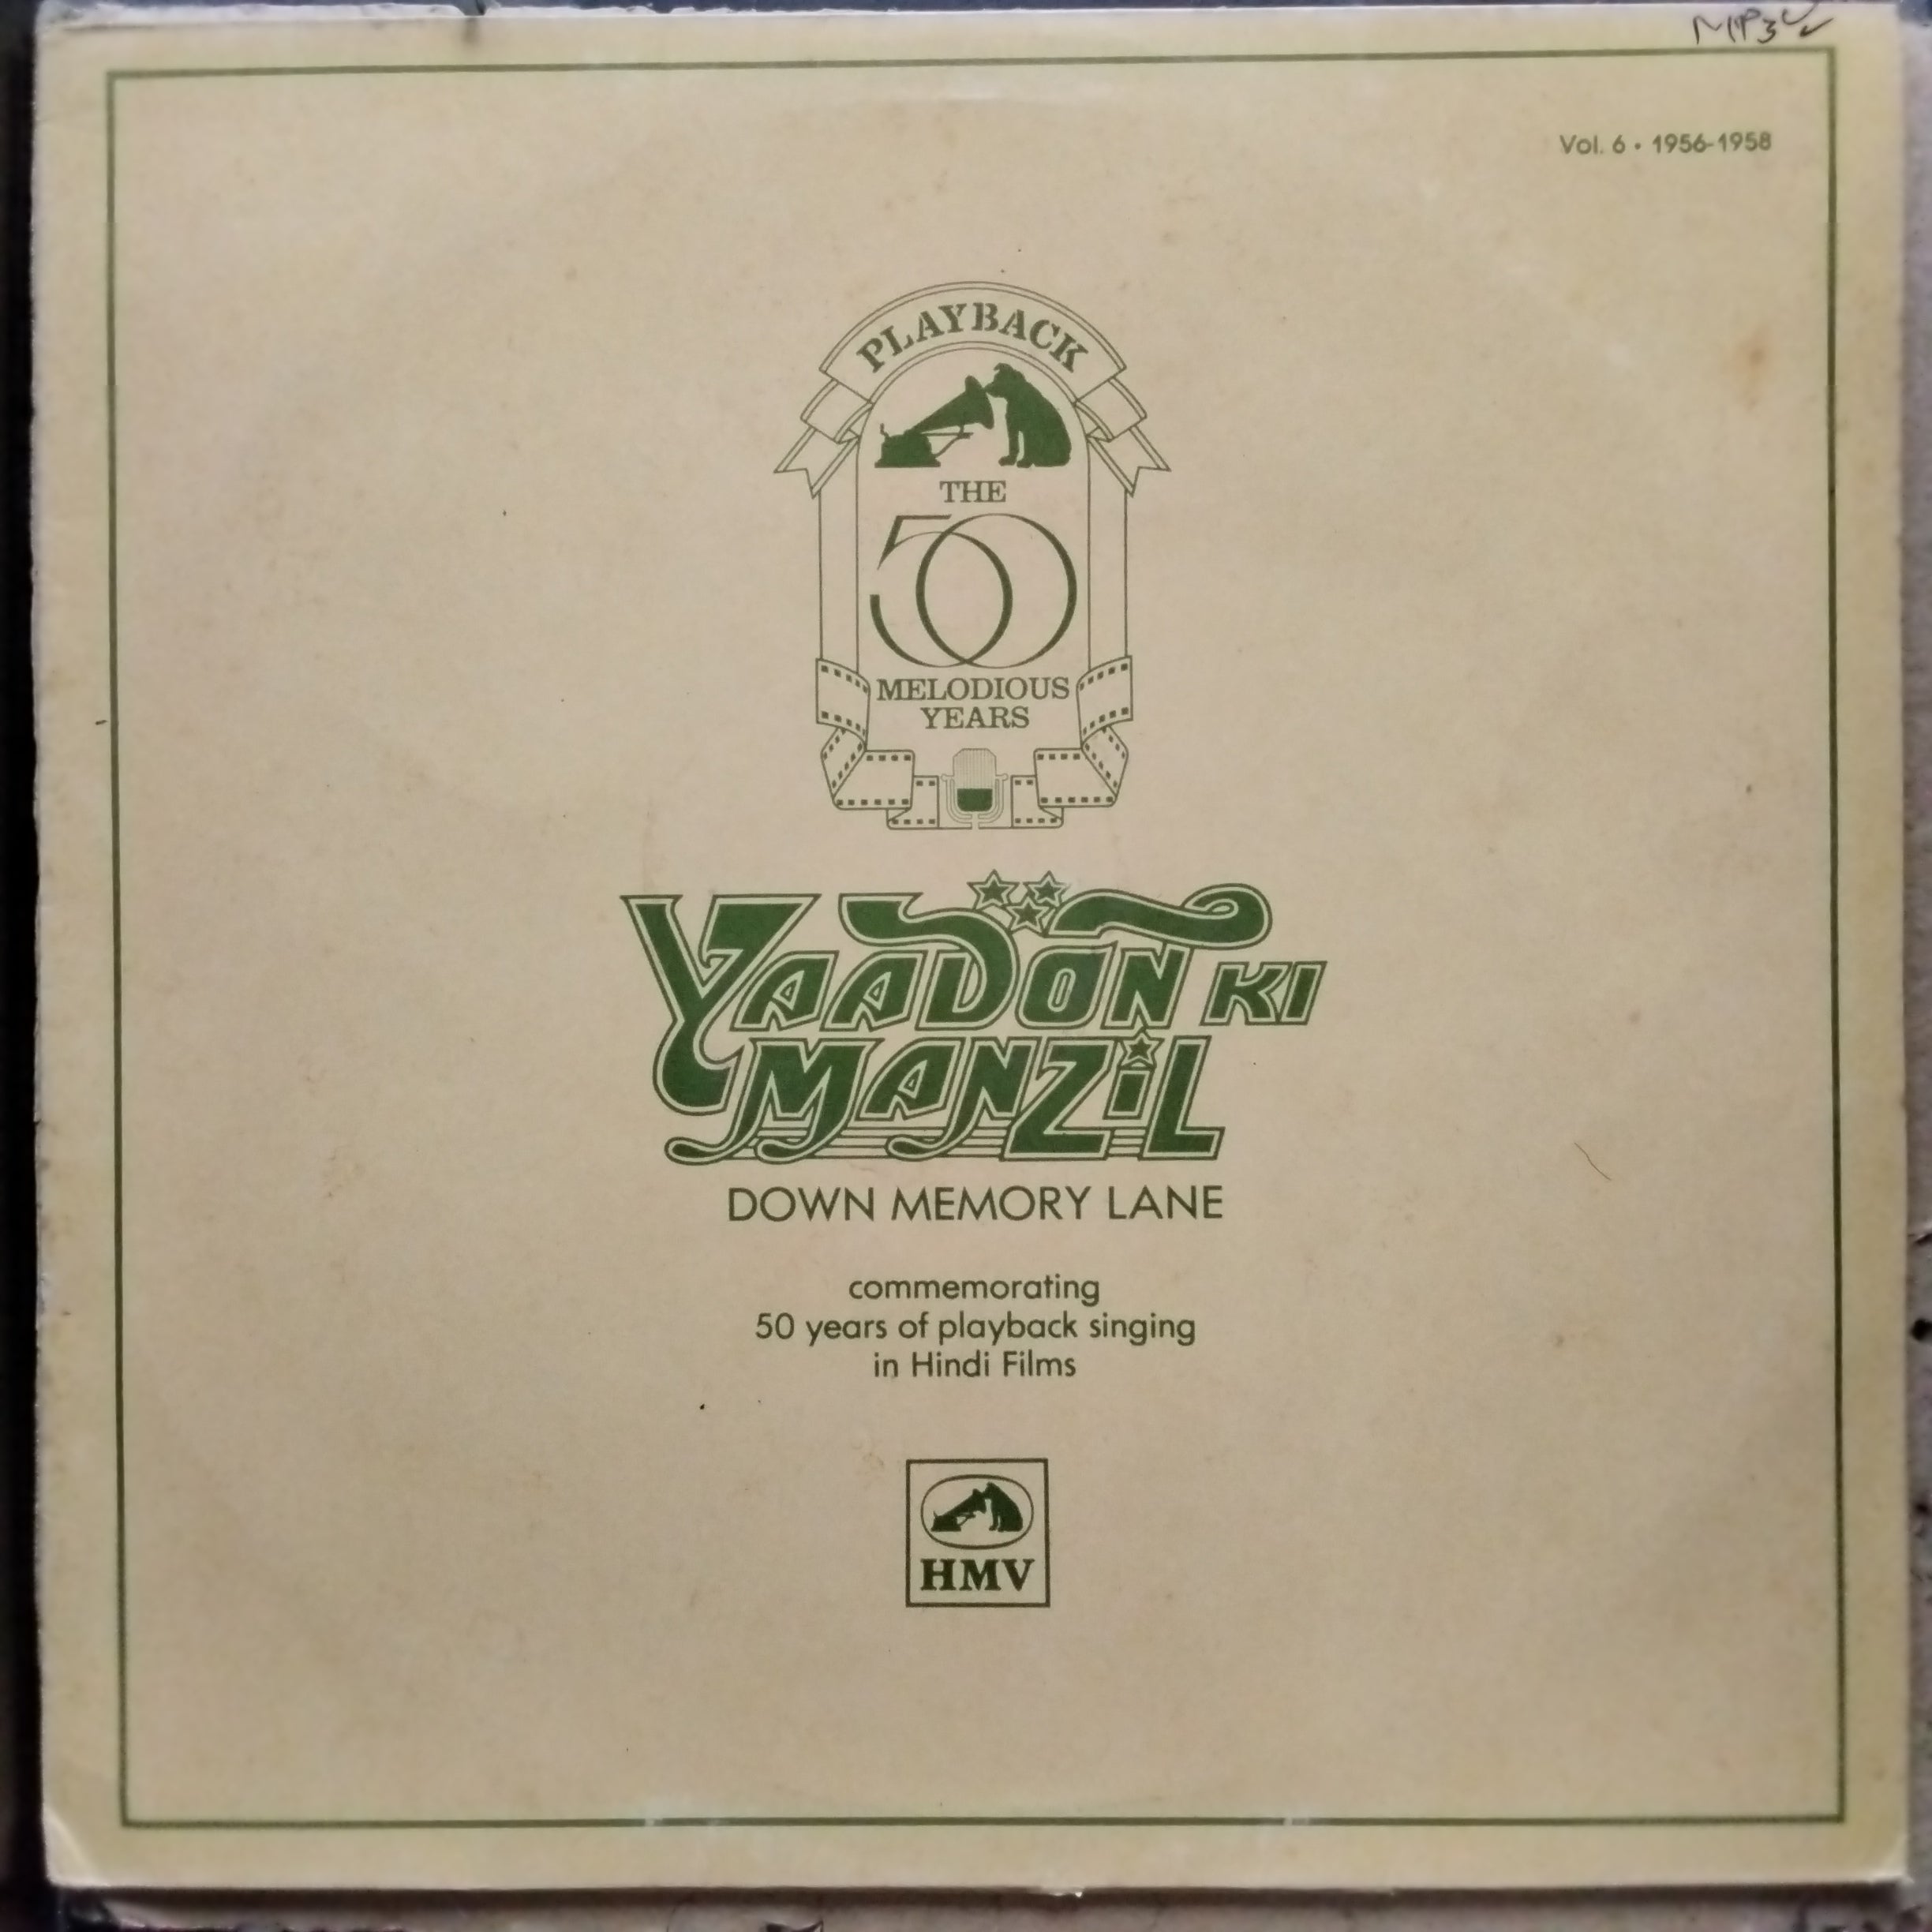 MP3
Vol. 6 • 1956-1958
PLAYBACK
THE
50
MELODIOUS
YEARS
YAADON KI
MANZIL
DOWN MEMORY LANE
commemorating
50 years of playback singing
in Hindi Films
HMV